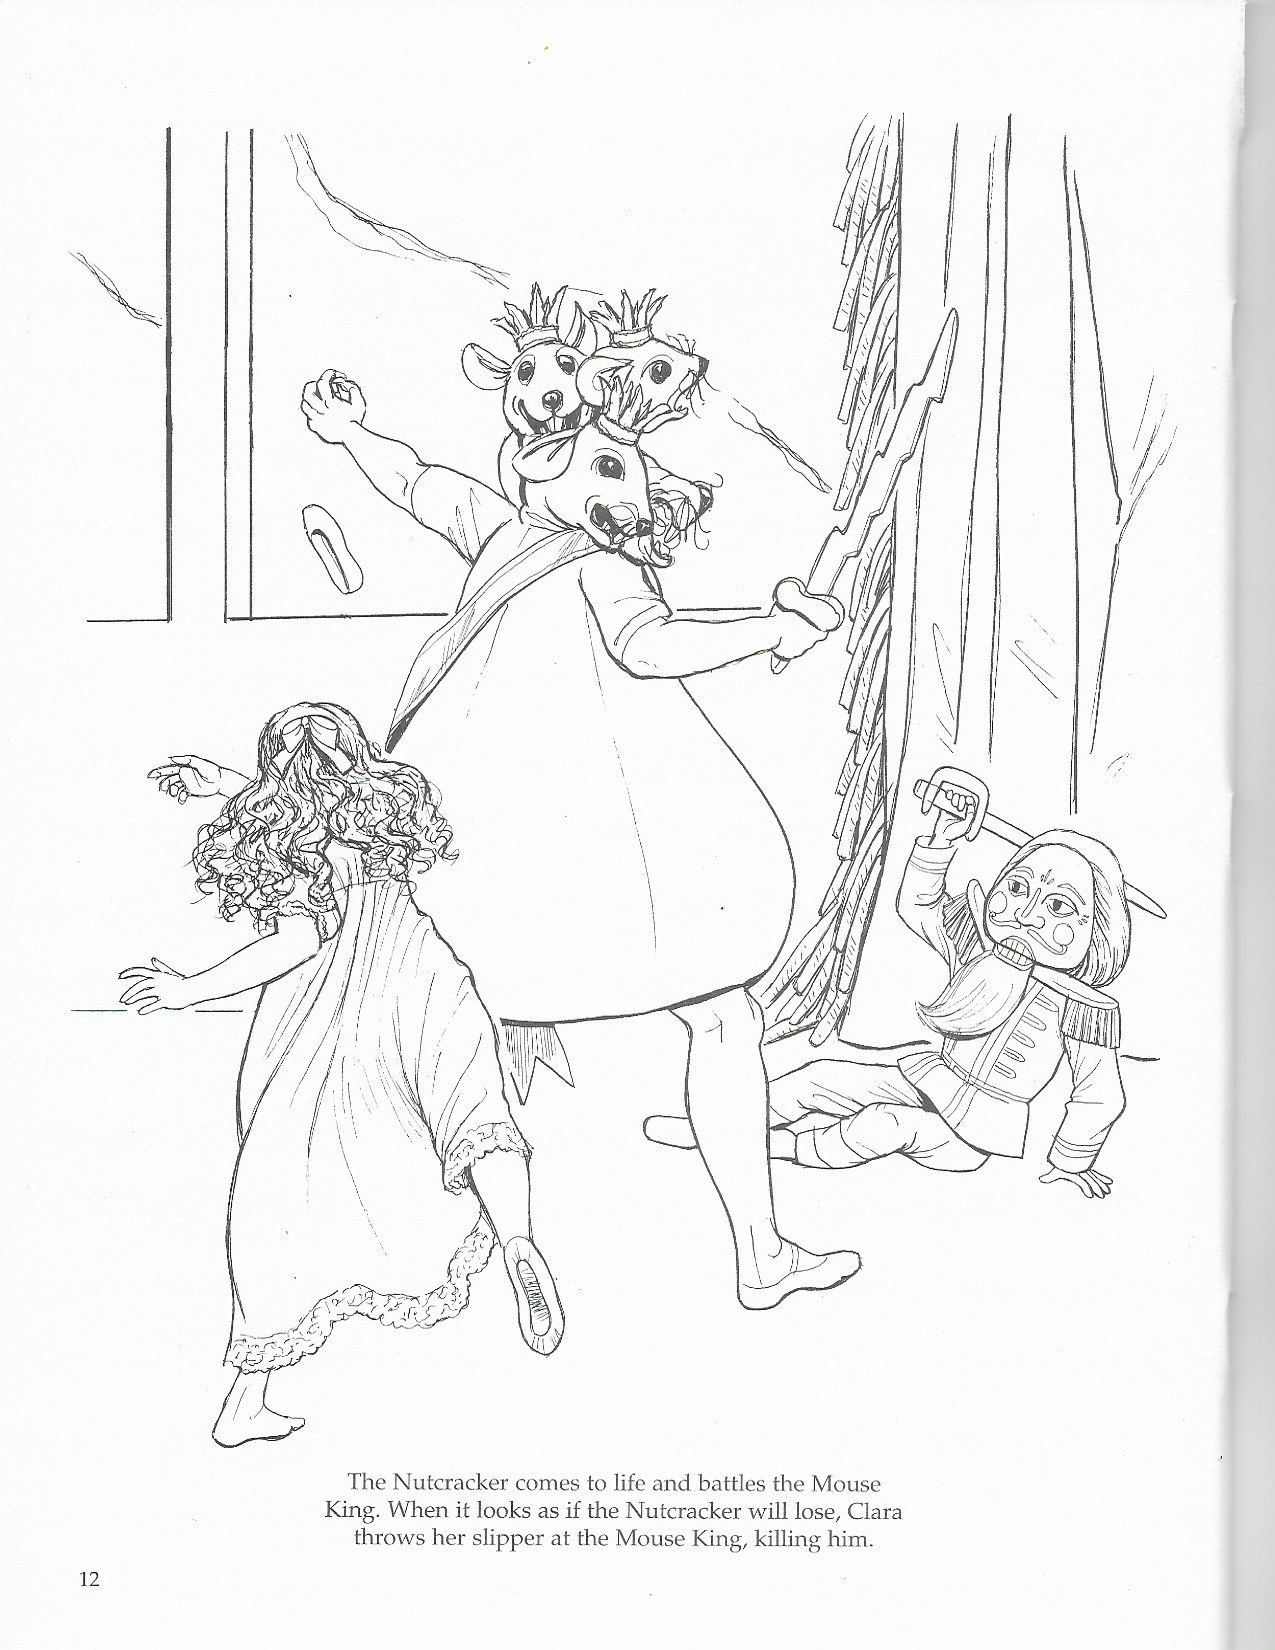 The Nutcracker comes to life and battles the Mouse
King. When it looks as if the Nutcracker will lose, Clara
throws her slipper at the Mouse King, killing him.
12